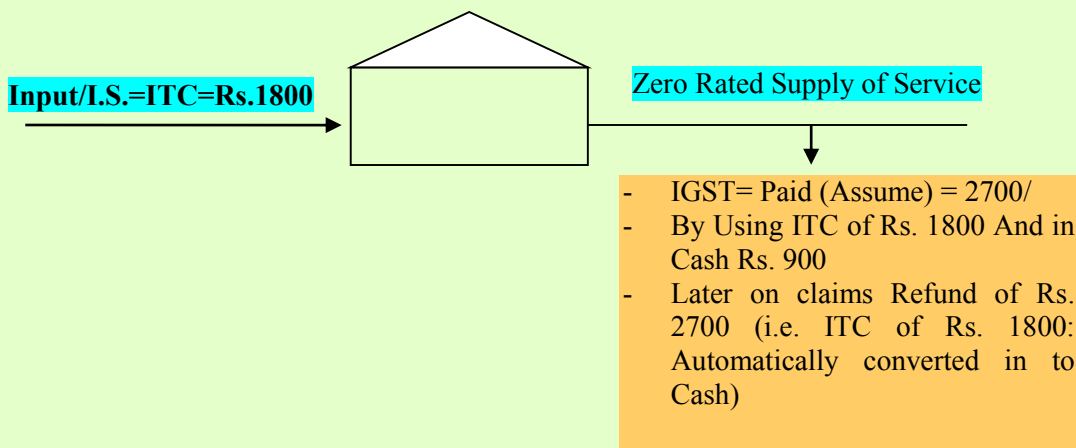 Input/I.S.=ITC=Rs.1800
Zero Rated Supply of Service
- IGST= Paid (Assume) = 2700/
- By Using ITC of Rs. 1800 And in
Cash Rs. 900
- Later on claims Refund of Rs.
2700 (i.e. ITC of Rs. 1800:
Automatically converted in to
Cash)